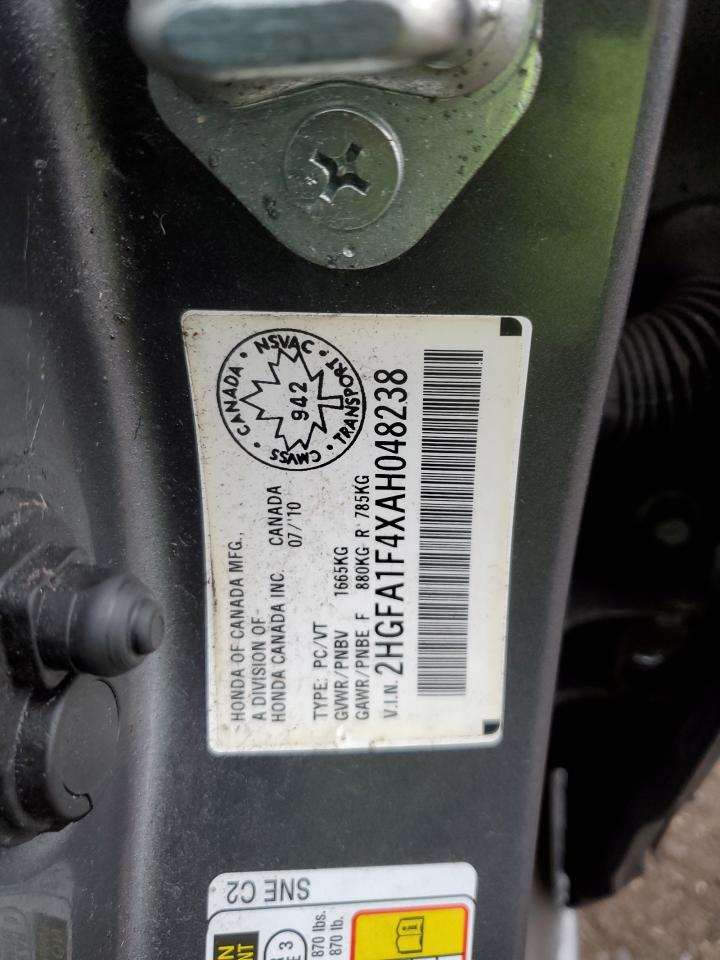 HONDA OF CANADA MFG.,
A DIVISION OF
HONDA CANADA INC. CANADA
07/'10
TYPE: PC/VT
GVWR/PNBV 1665KG
GAWR/PNBE F 880KG R 785KG
V.I.N. 2HGFA1F4XAH048238
CANADA · NSVAC · TRANSPORT · CMVSS ·
942
SNE C2
870 lbs.
870 lb.